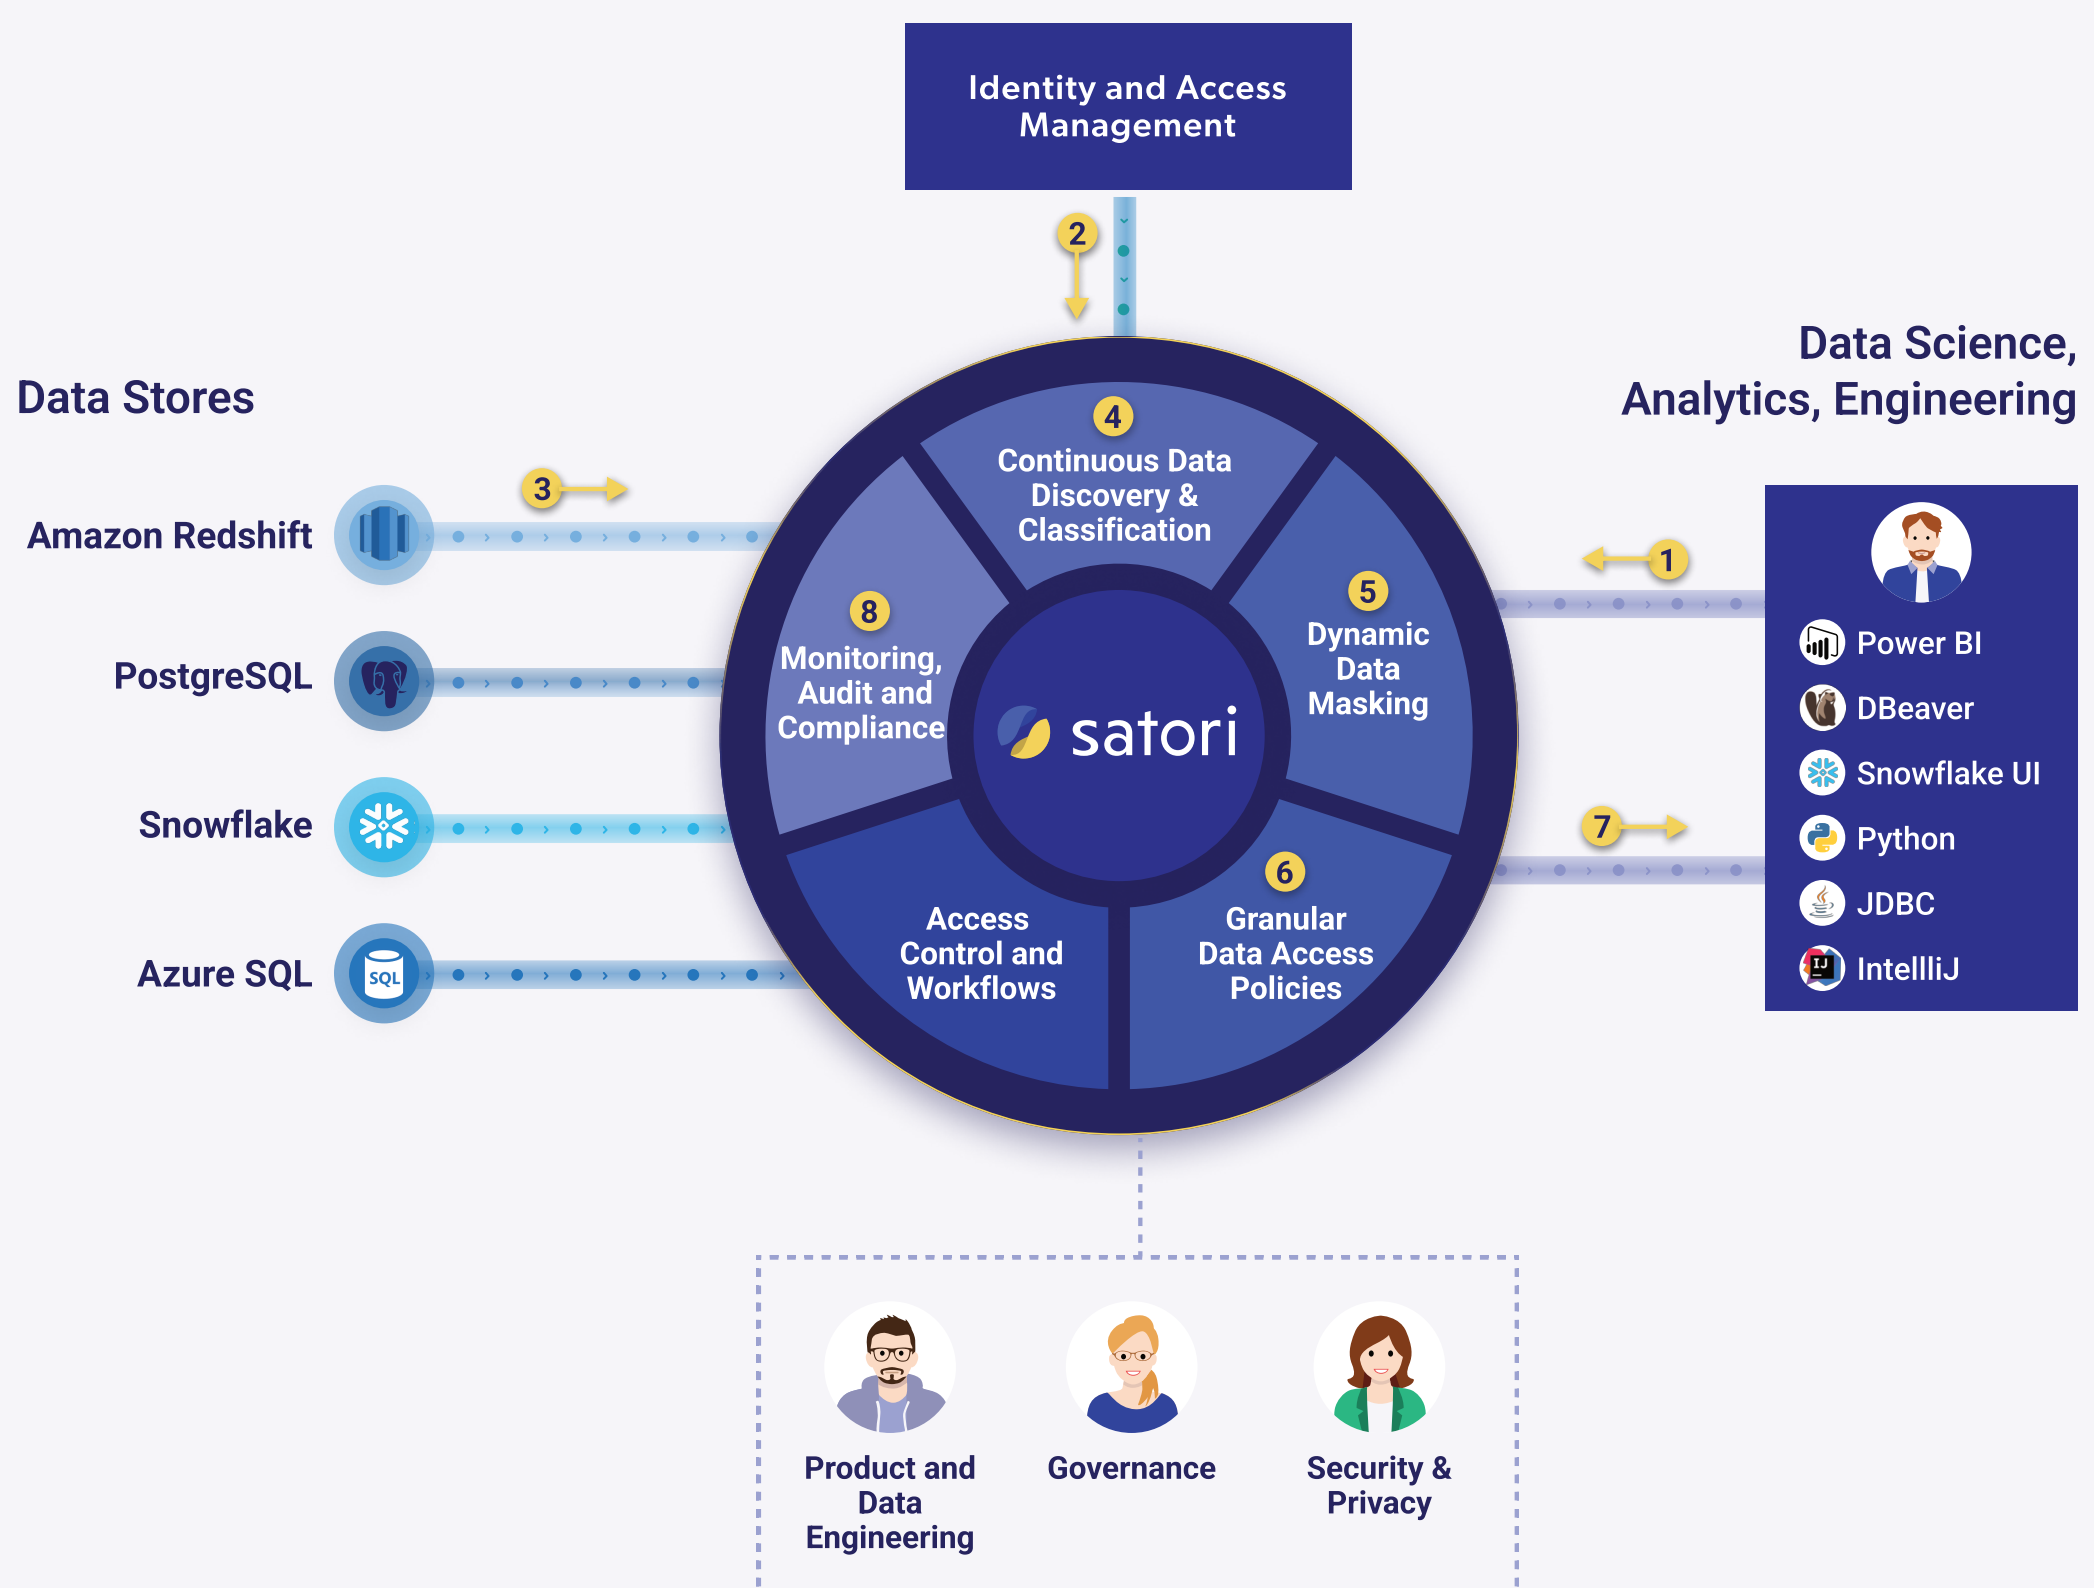 Identity and Access
Management
2
Data Stores
Amazon Redshift
PostgreSQL
Snowflake
Azure SQL
SQL
3
4
Continuous Data
Discovery &
Classification
5
Dynamic
Data
Masking
6
Granular
Data Access
Policies
Access
Control and
Workflows
8
Monitoring,
Audit and
Compliance
satori
Data Science,
Analytics, Engineering
1
7
Power BI
DBeaver
Snowflake UI
Python
JDBC
IJ
IntellliJ
Product and
Data
Engineering
Governance
Security &
Privacy